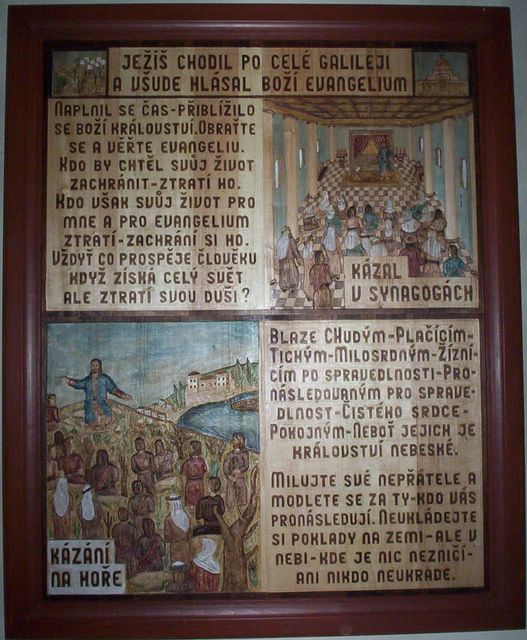 JEŽÍŠ CHODIL PO CELÉ GALILEJI
A VŠUDE HLÁSAL BOŽÍ EVANGELIUM
NAPLNIL SE ČAS-PŘIBLÍŽILO
SE BOŽÍ KRÁLOVSTVÍ.OBRAŤTE
SE A VĚŘTE EVANGELIU.
KDO BY CHTĚL SVŮJ ŽIVOT
ZACHRÁNIT-ZTRATÍ HO.
KDO VŠAK SVŮJ ŽIVOT PRO
MNE A PRO EVANGELIUM
ZTRATÍ-ZACHRÁNÍ SI HO.
VŽDYŤ CO PROSPĚJE ČLOVĚKU
KDYŽ ZÍSKÁ CELÝ SVĚT
ALE ZTRATÍ SVOU DUŠI?
KÁZAL
V SYNAGOGÁCH
KÁZÁNÍ
NA HOŘE
BLAZE CHUDÝM-PLAČÍCÍM-
TICHÝM-MILOSRDNÝM-ŽÍZNÍ-
CÍM PO SPRAVEDLNOSTI-PRO-
NÁSLEDOVANÝM PRO SPRAVE-
DLNOST-ČISTÉHO SRDCE-
POKOJNÝM-NEBOŤ JEJICH JE
KRÁLOVSTVÍ NEBESKÉ.
MILUJTE SVÉ NEPŘÁTELE A
MODLETE SE ZA TY-KDO VÁS
PRONÁSLEDUJÍ.NEUKLÁDEJTE
SI POKLADY NA ZEMI-ALE V
NEBI-KDE JE NIC NEZNIČÍ-
ANI NIKDO NEUKRADE.